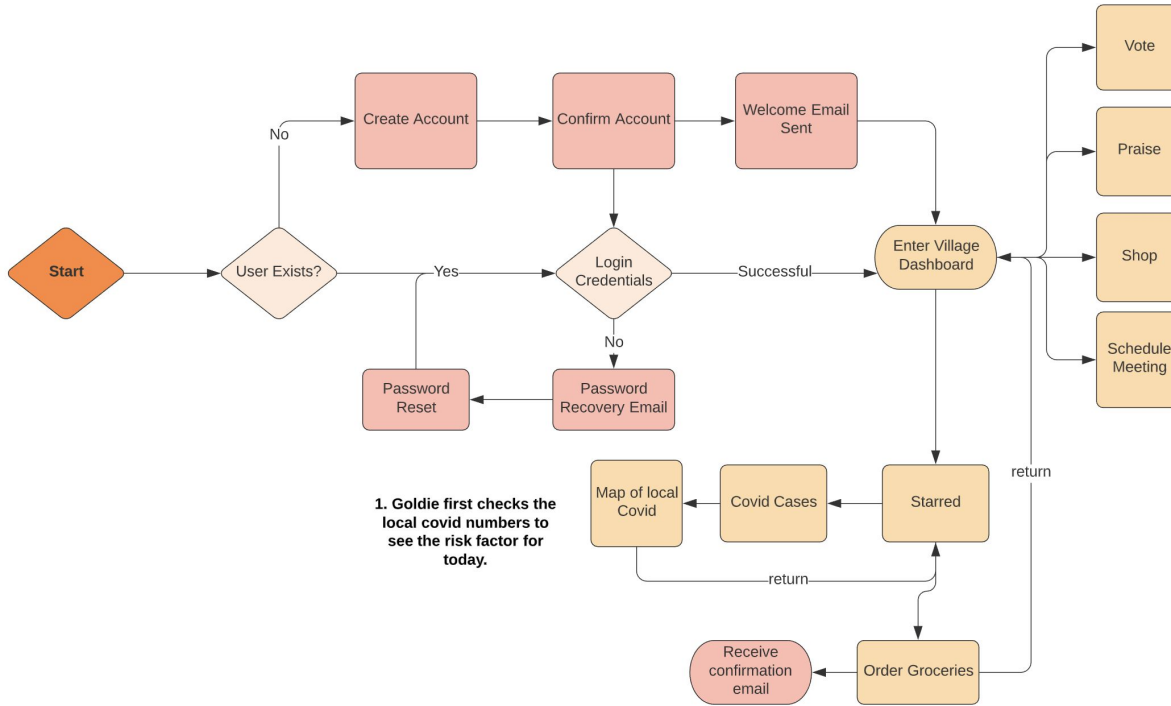 Vote
Create Account
Confirm Account
Welcome Email
Sent
No
Praise
Start
User Exists?
Yes
Login
Credentials
Successful
Enter Village
Dashboard
Shop
No
Schedule
Meeting
Password
Reset
Password
Recovery Email
return
1. Goldie first checks the
local covid numbers to
see the risk factor for
today.
Map of local
Covid
Covid Cases
Starred
return
Receive
confirmation
email
Order Groceries